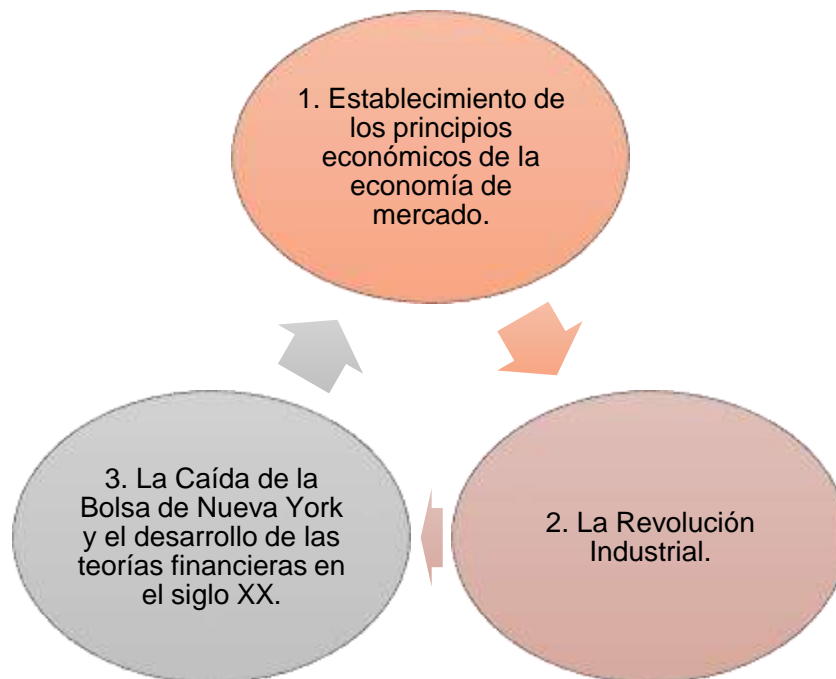 1. Establecimiento de
los principios
económicos de la
economía de
mercado.
2. La Revolución
Industrial.
3. La Caída de la
Bolsa de Nueva York
y el desarrollo de las
teorías financieras en
el siglo XX.